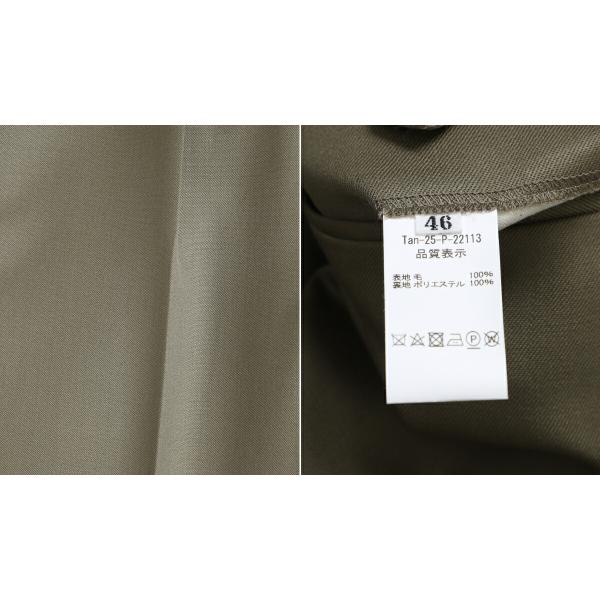 46
Tan-25-P-22113
品質表示
表地 毛 100%
裏地 ポリエステル 100%
P
W